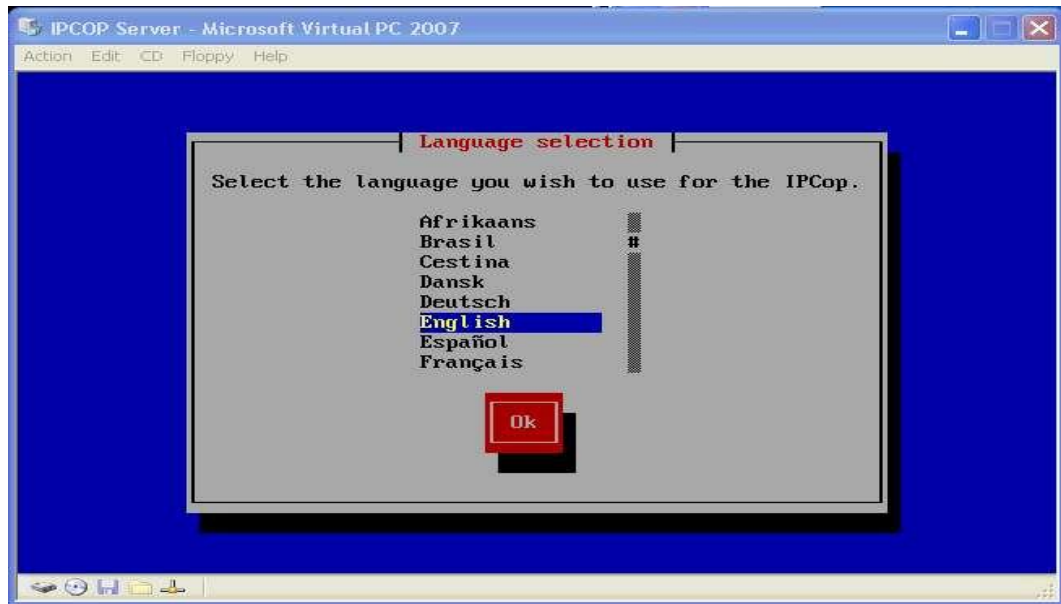 IPCOP Server - Microsoft Virtual PC 2007
Action Edit CD Floppy Help
Language selection
Select the language you wish to use for the IPCop.
Afrikaans
Brasil #
Cestina
Dansk
Deutsch
English
Español
Français
Ok